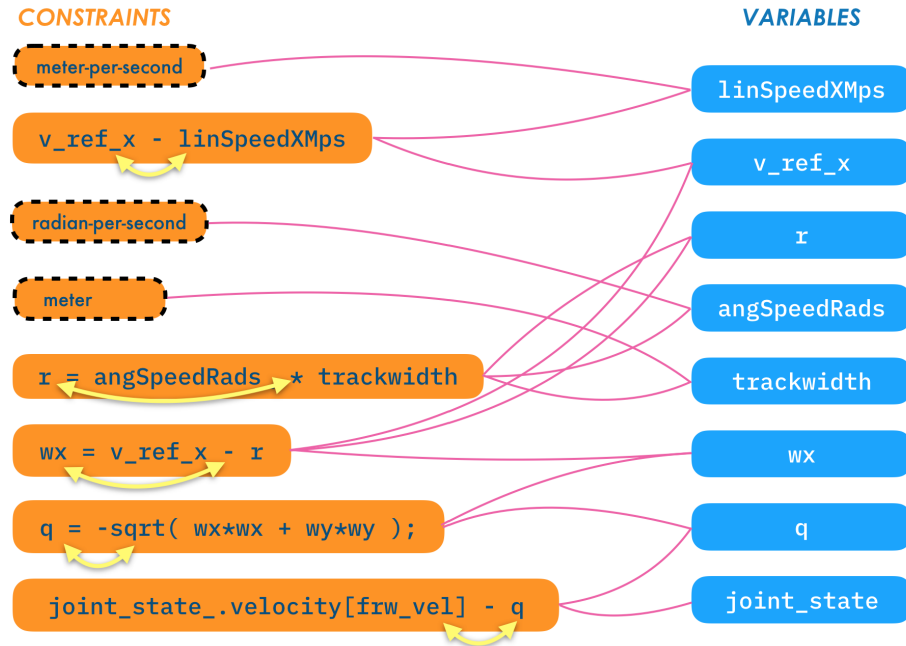 CONSTRAINTS
VARIABLES
meter-per-second
linSpeedXMps
v_ref_x - linSpeedXMps
v_ref_x
radian-per-second
r
meter
angSpeedRads
r = angSpeedRads * trackwidth
trackwidth
wx = v_ref_x - r
wx
q = -sqrt( wx*wx + wy*wy );
q
joint_state_.velocity[frw_vel] - q
joint_state